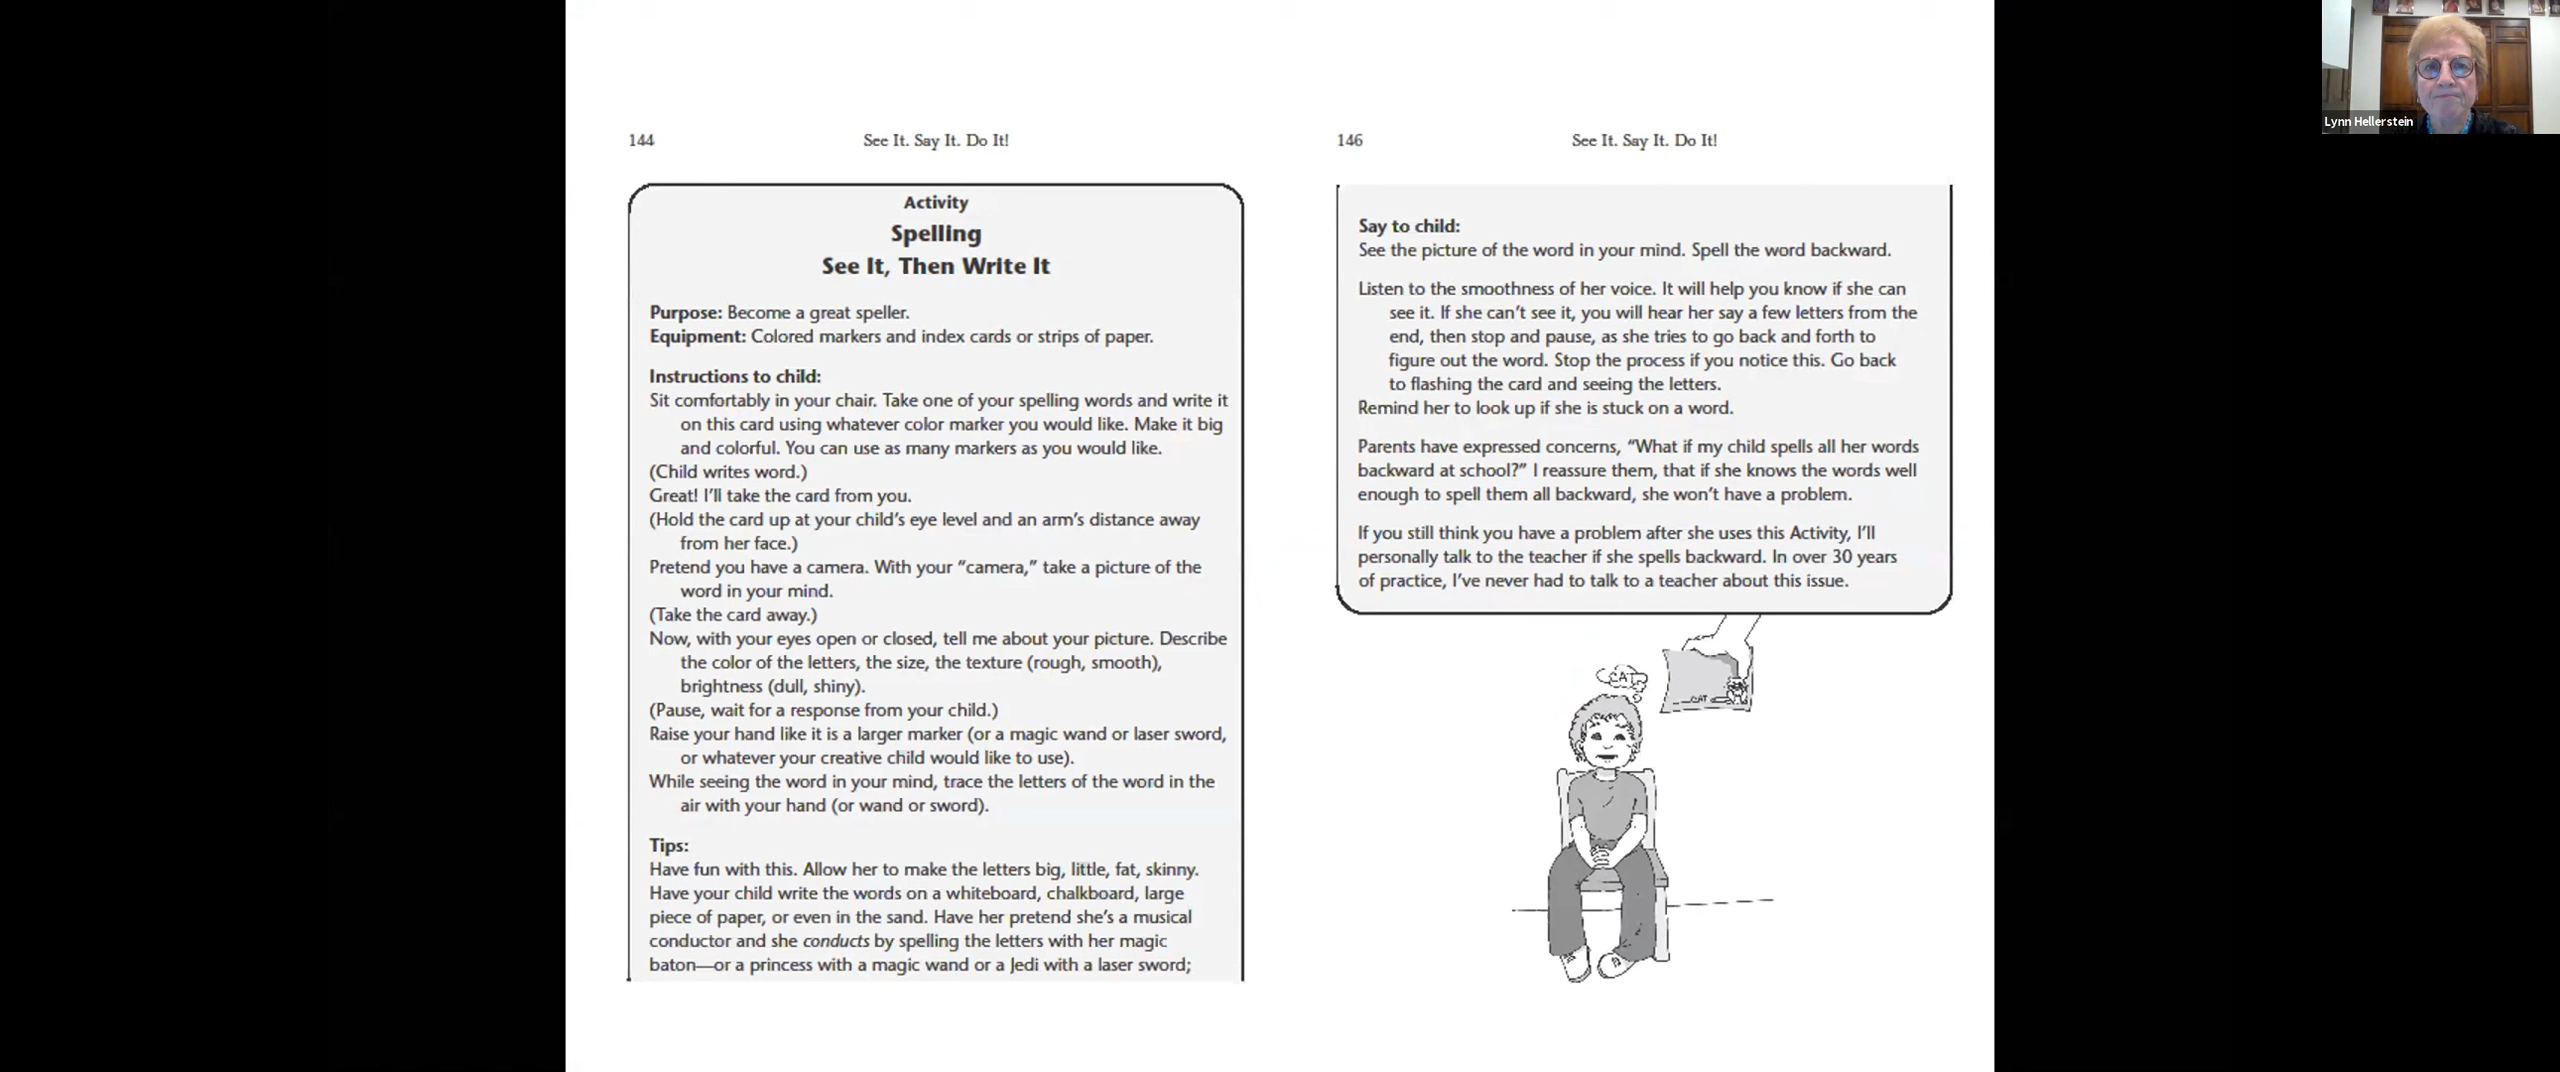 144
See It. Say It. Do It!
Activity
Spelling
See It, Then Write It
Purpose: Become a great speller.
Equipment: Colored markers and index cards or strips of paper.
Instructions to child:
Sit comfortably in your chair. Take one of your spelling words and write it
on this card using whatever color marker you would like. Make it big
and colorful. You can use as many markers as you would like.
(Child writes word.)
Great! I’ll take the card from you.
(Hold the card up at your child’s eye level and an arm’s distance away
from her face.)
Pretend you have a camera. With your “camera,” take a picture of the
word in your mind.
(Take the card away.)
Now, with your eyes open or closed, tell me about your picture. Describe
the color of the letters, the size, the texture (rough, smooth),
brightness (dull, shiny).
(Pause, wait for a response from your child.)
Raise your hand like it is a larger marker (or a magic wand or laser sword,
or whatever your creative child would like to use).
While seeing the word in your mind, trace the letters of the word in the
air with your hand (or wand or sword).
Tips:
Have fun with this. Allow her to make the letters big, little, fat, skinny.
Have your child write the words on a whiteboard, chalkboard, large
piece of paper, or even in the sand. Have her pretend she’s a musical
conductor and she conducts by spelling the letters with her magic
baton—or a princess with a magic wand or a Jedi with a laser sword;
146
See It. Say It. Do It!
Say to child:
See the picture of the word in your mind. Spell the word backward.
Listen to the smoothness of her voice. It will help you know if she can
see it. If she can’t see it, you will hear her say a few letters from the
end, then stop and pause, as she tries to go back and forth to
figure out the word. Stop the process if you notice this. Go back
to flashing the card and seeing the letters.
Remind her to look up if she is stuck on a word.
Parents have expressed concerns, “What if my child spells all her words
backward at school?” I reassure them, that if she knows the words well
enough to spell them all backward, she won’t have a problem.
If you still think you have a problem after she uses this Activity, I’ll
personally talk to the teacher if she spells backward. In over 30 years
of practice, I’ve never had to talk to a teacher about this issue.
CAT
CAT
Lynn Hellerstein